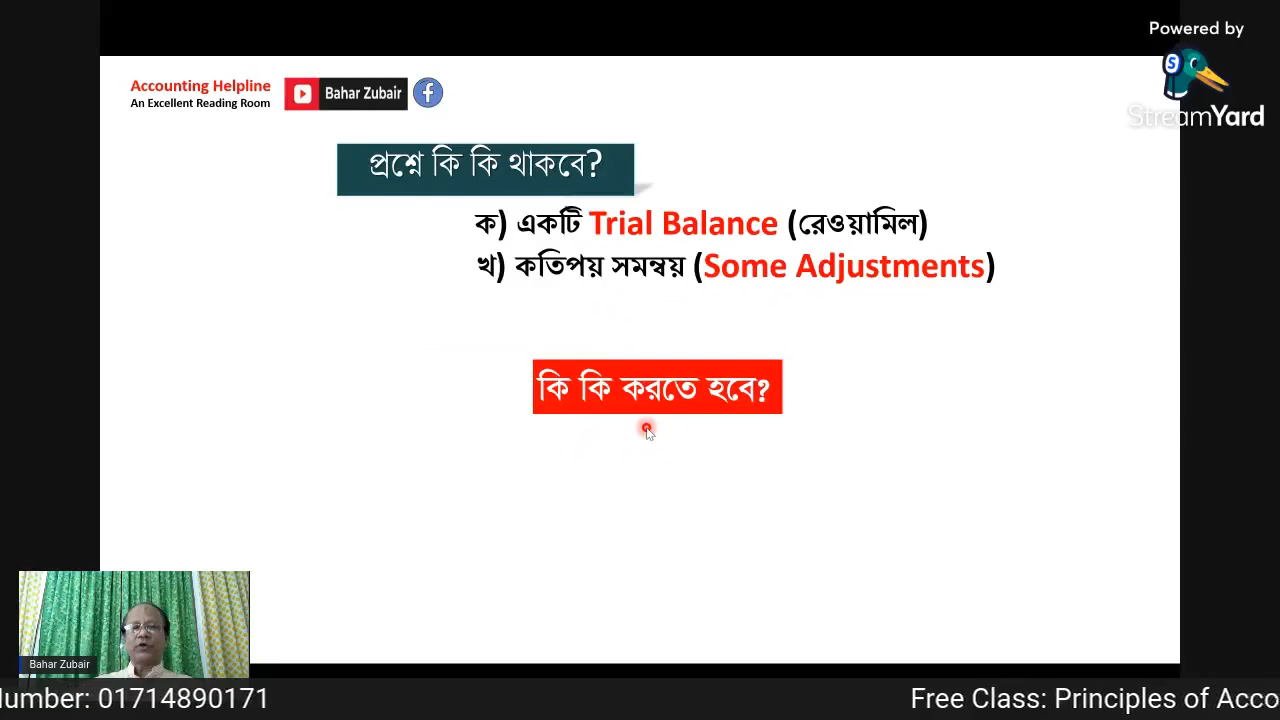 Powered by
StreamYard
Accounting Helpline
An Excellent Reading Room
Bahar Zubair
প্রশ্নে কি কি থাকবে?
ক) একটি Trial Balance (রেওয়ামিল)
খ) কতিপয় সমন্বয় (Some Adjustments)
কি কি করতে হবে?
Bahar Zubair
Number: 01714890171
Free Class: Principles of Acco